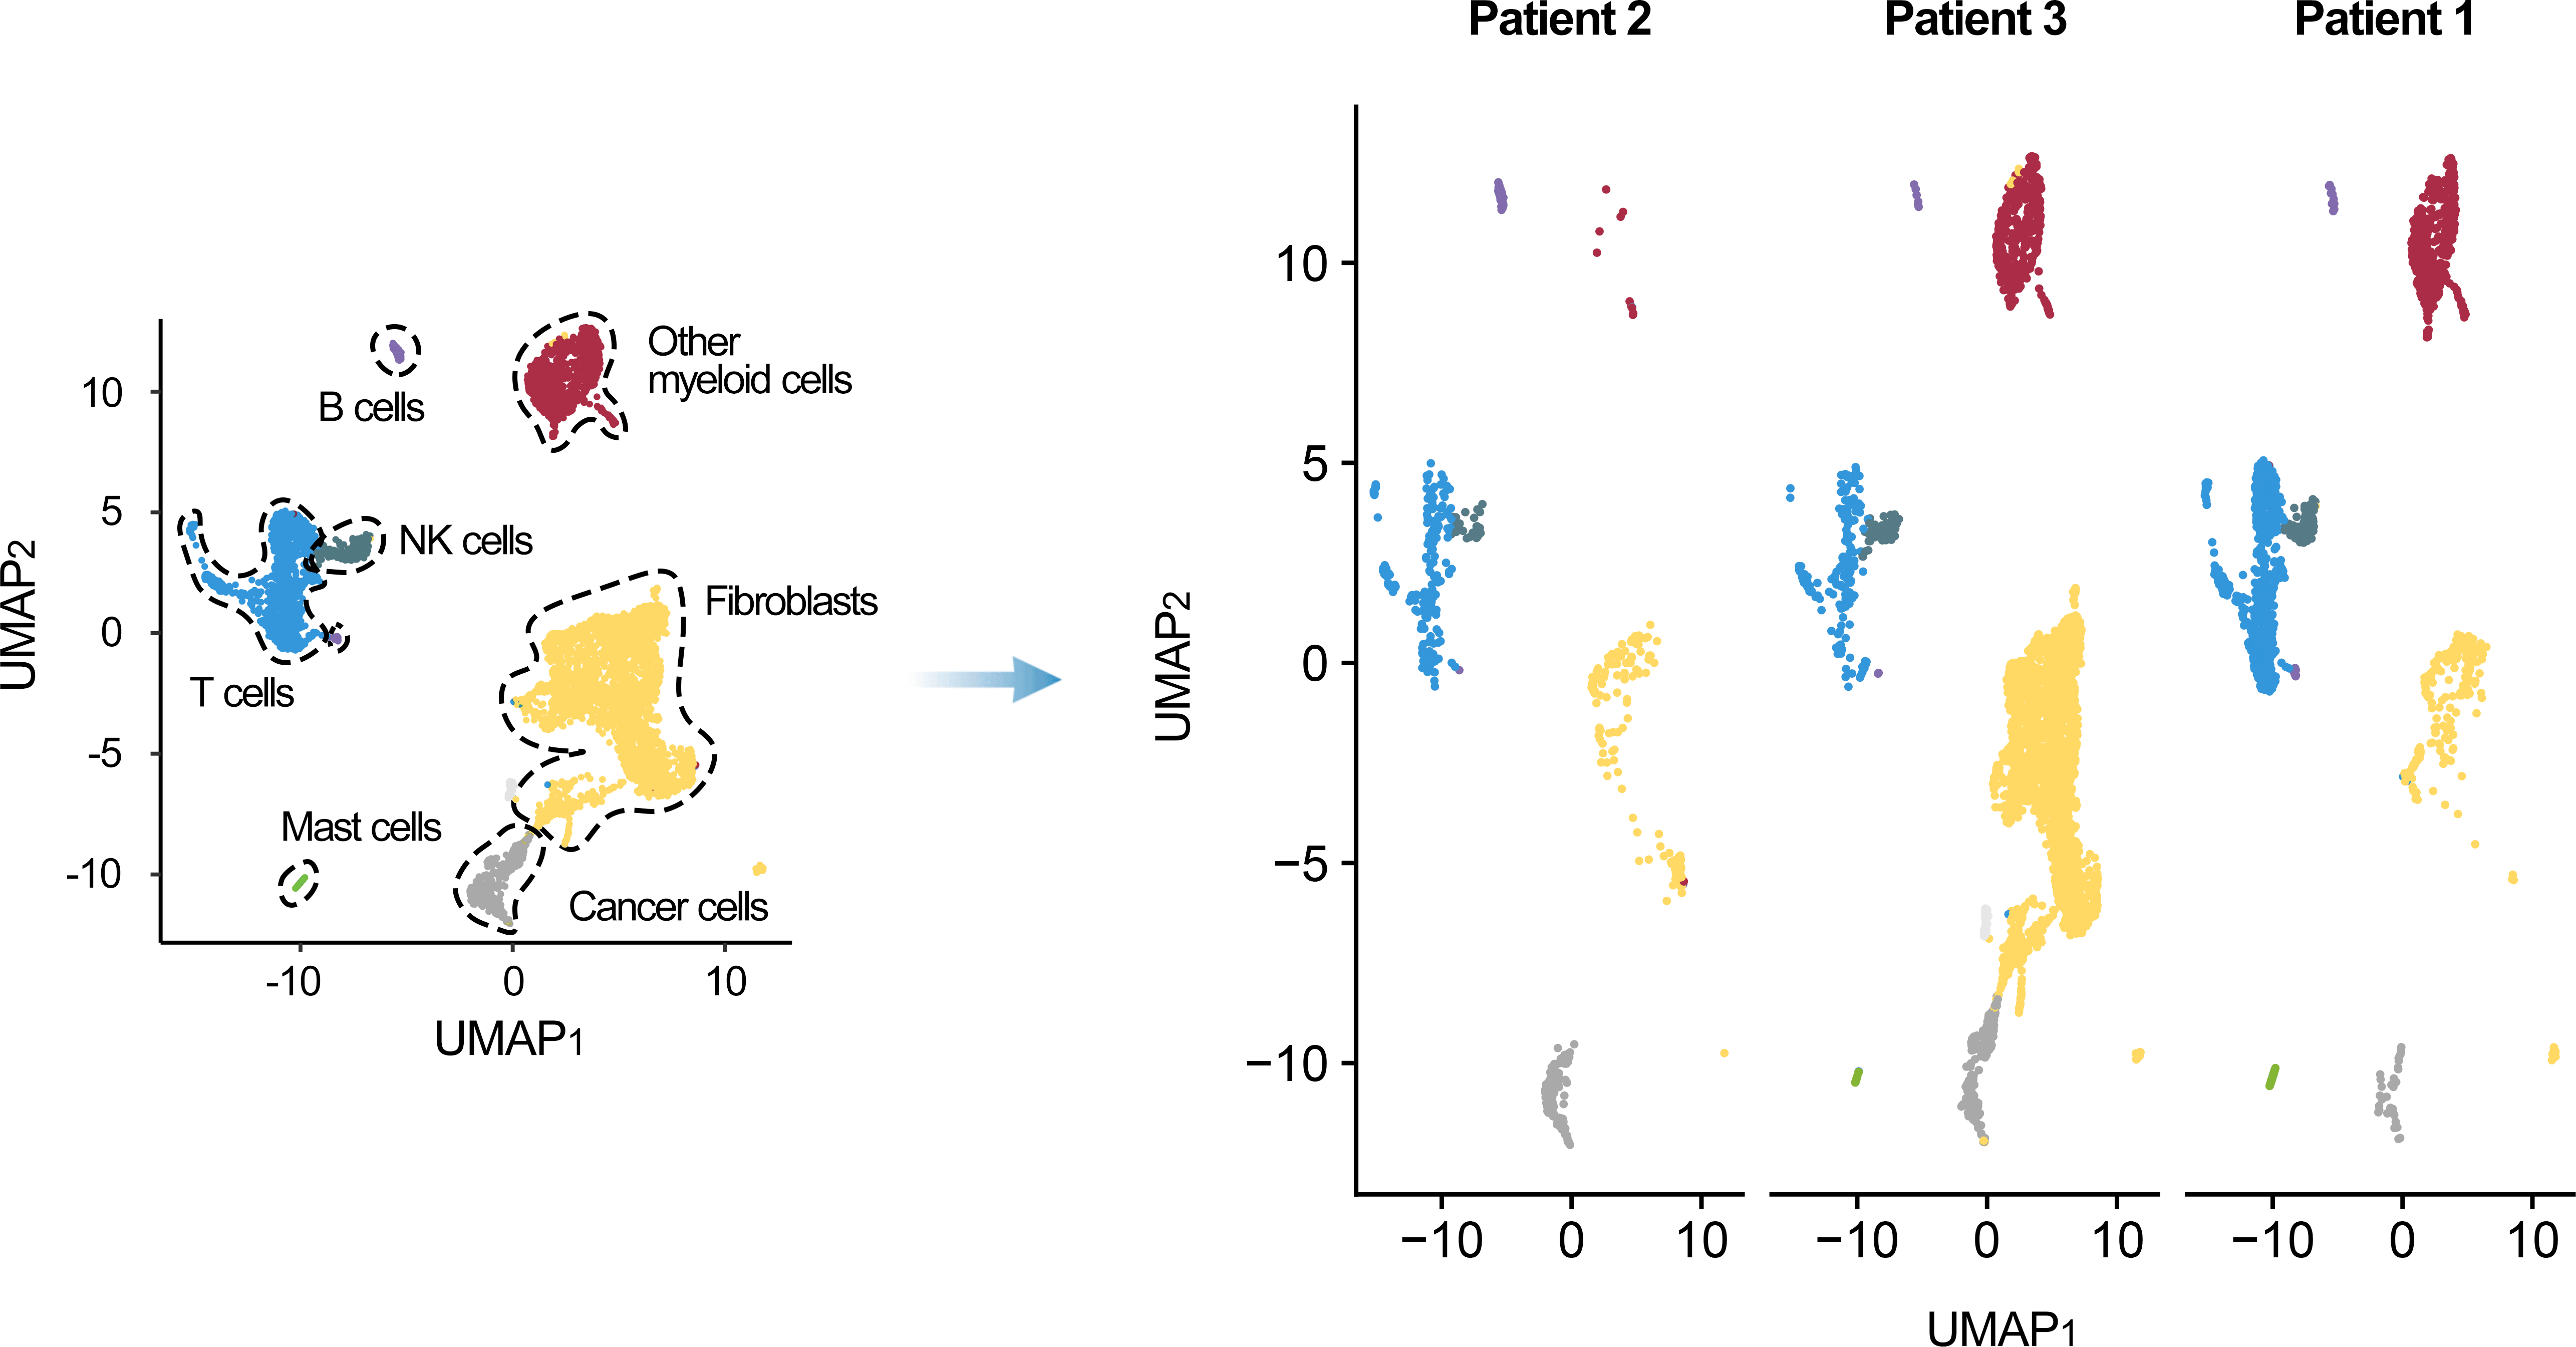 Patient 2 Patient 3 Patient 1
Other
myeloid cells
B cells
NK cells
Fibroblasts
T cells
Mast cells
Cancer cells
10
5
0
-5
-10
UMAP2
-10 0 10
UMAP1
10
5
0
−5
−10
UMAP2
−10 0 10 −10 0 10 −10 0 10
UMAP1